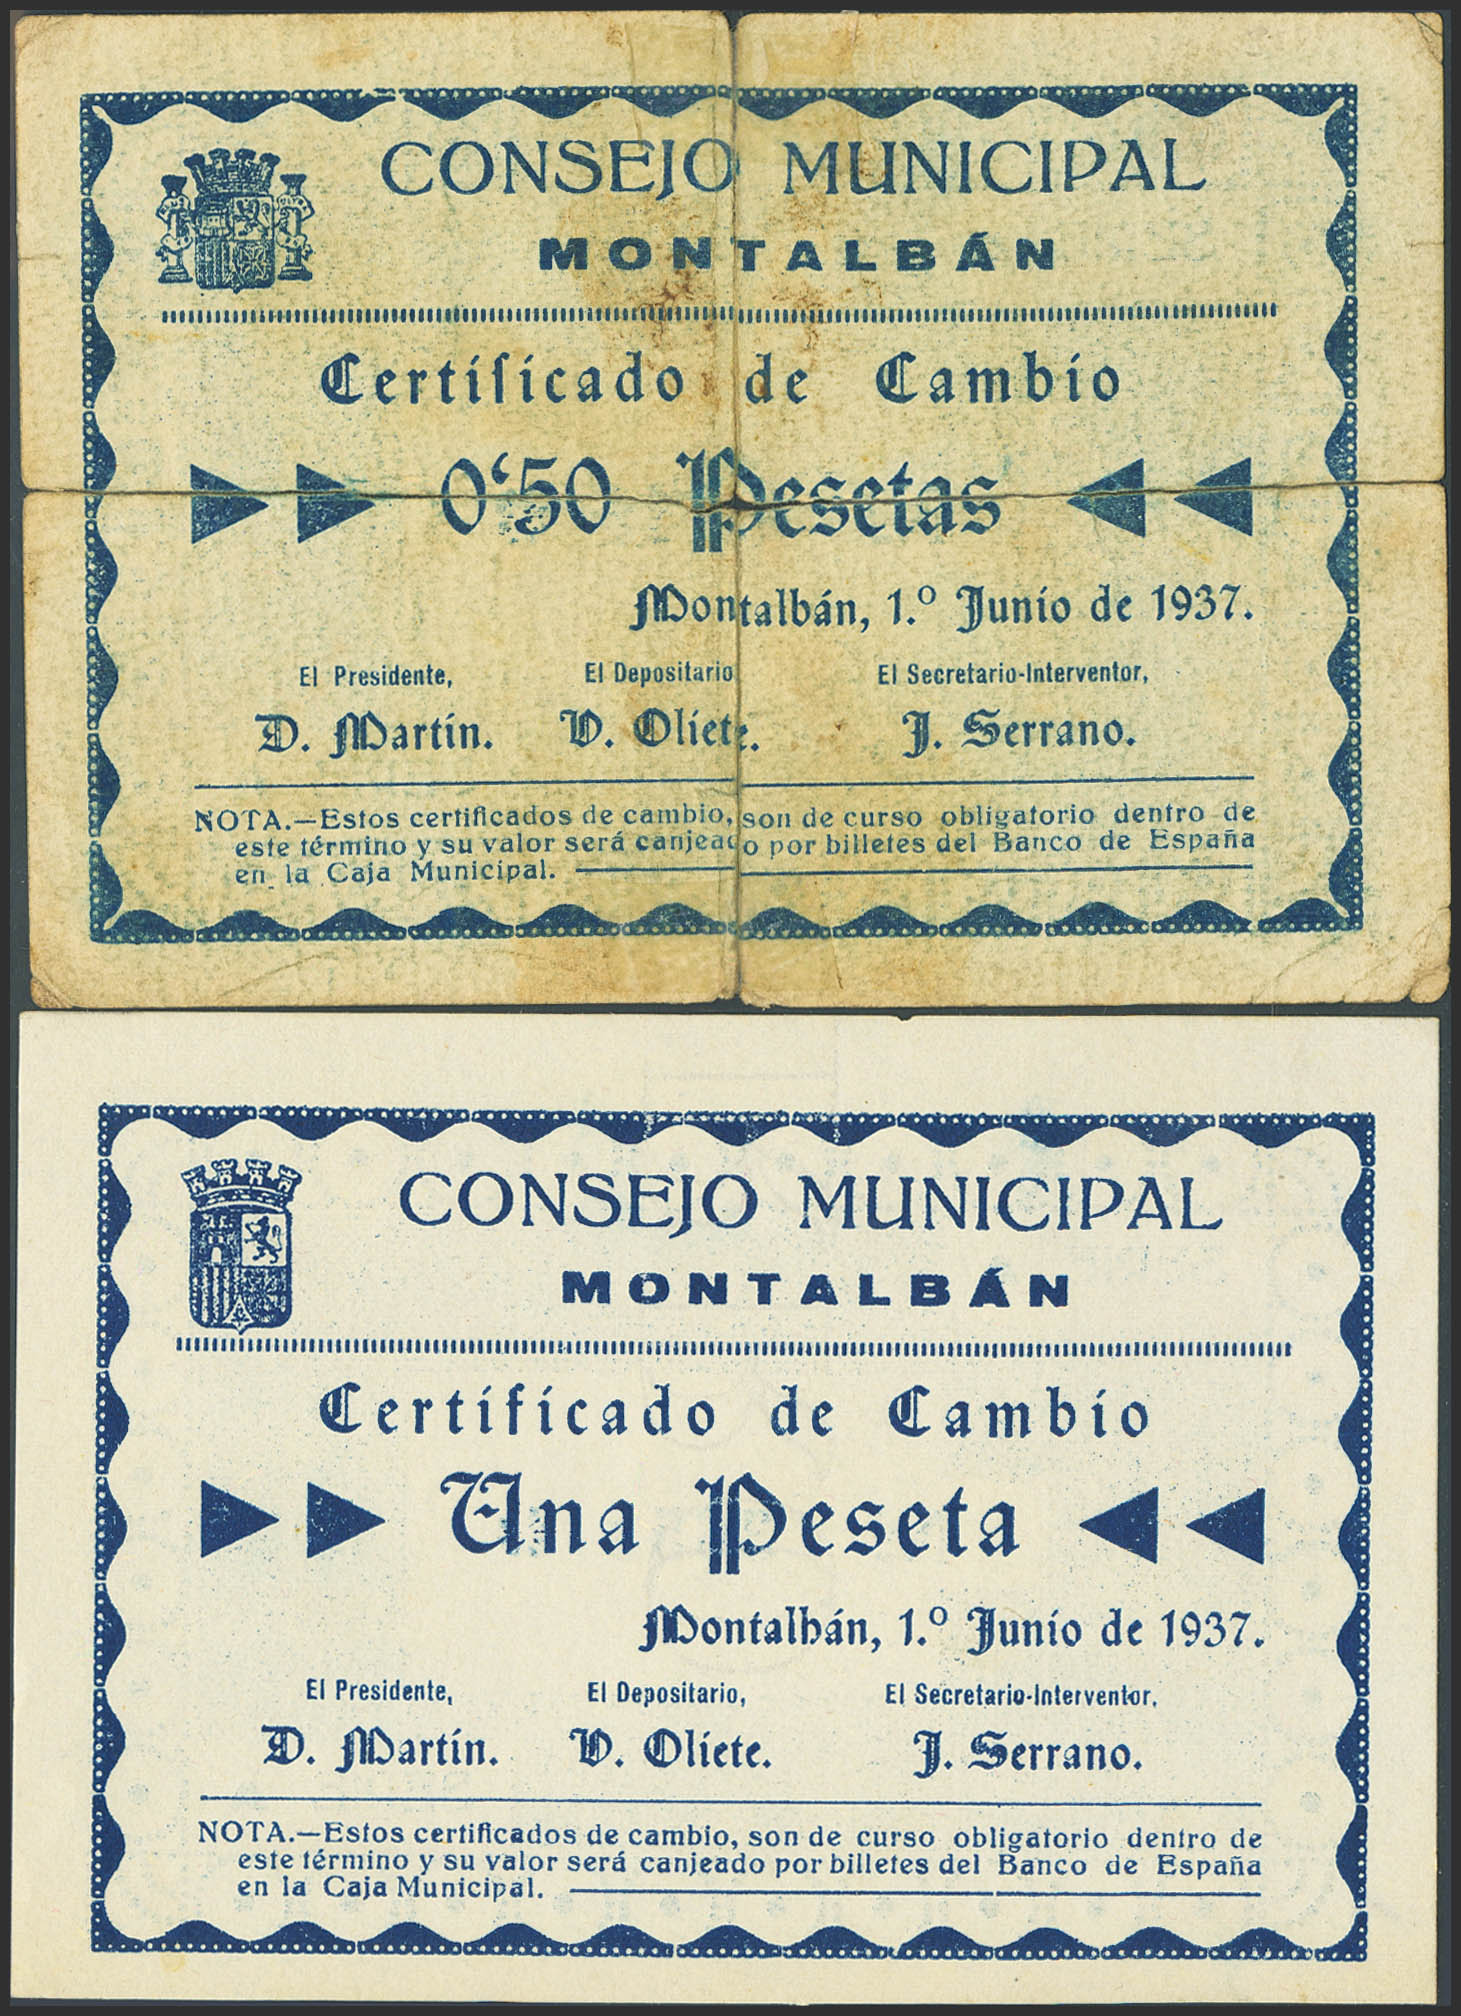 CONSEJO MUNICIPAL
MONTALBÁN
Certificado de Cambio
0'50 Pesetas
Montalbán, 1.º Junio de 1937.
El Presidente, El Depositario El Secretario-Interventor,
D. Martín. V. Oliete. J. Serrano.
NOTA.—Estos certificados de cambio, son de curso obligatorio dentro de
este término y su valor será canjeado por billetes del Banco de España
en la Caja Municipal.
CONSEJO MUNICIPAL
MONTALBÁN
Certificado de Cambio
Una Peseta
Montalbán, 1.º Junio de 1937.
El Presidente, El Depositario, El Secretario-Interventor,
D. Martín. V. Oliete. J. Serrano.
NOTA.—Estos certificados de cambio, son de curso obligatorio dentro de
este término y su valor será canjeado por billetes del Banco de España
en la Caja Municipal.